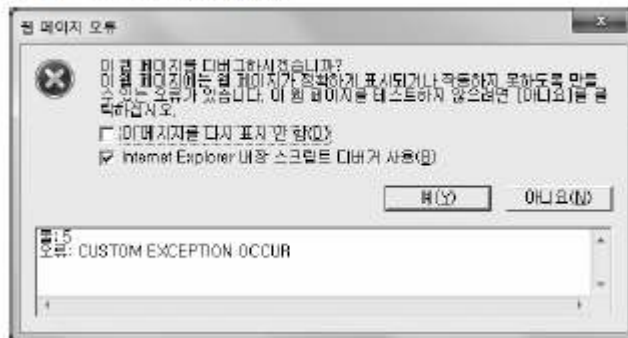 웹 페이지 오류
이 웹 페이지를 디버그하시겠습니까?
이 웹 페이지에는 웹 페이지가 정확하게 표시되거나 작동하지 못하도록 만들
수 있는 오류가 있습니다. 이 웹 페이지를 테스트하지 않으려면 [아니요]를 클
릭하십시오.
이 메시지를 다시 표시 안 함(D)
Internet Explorer 내장 스크립트 디버거 사용(B)
예(Y) 아니요(N)
줄: 5
오류: CUSTOM EXCEPTION OCCUR